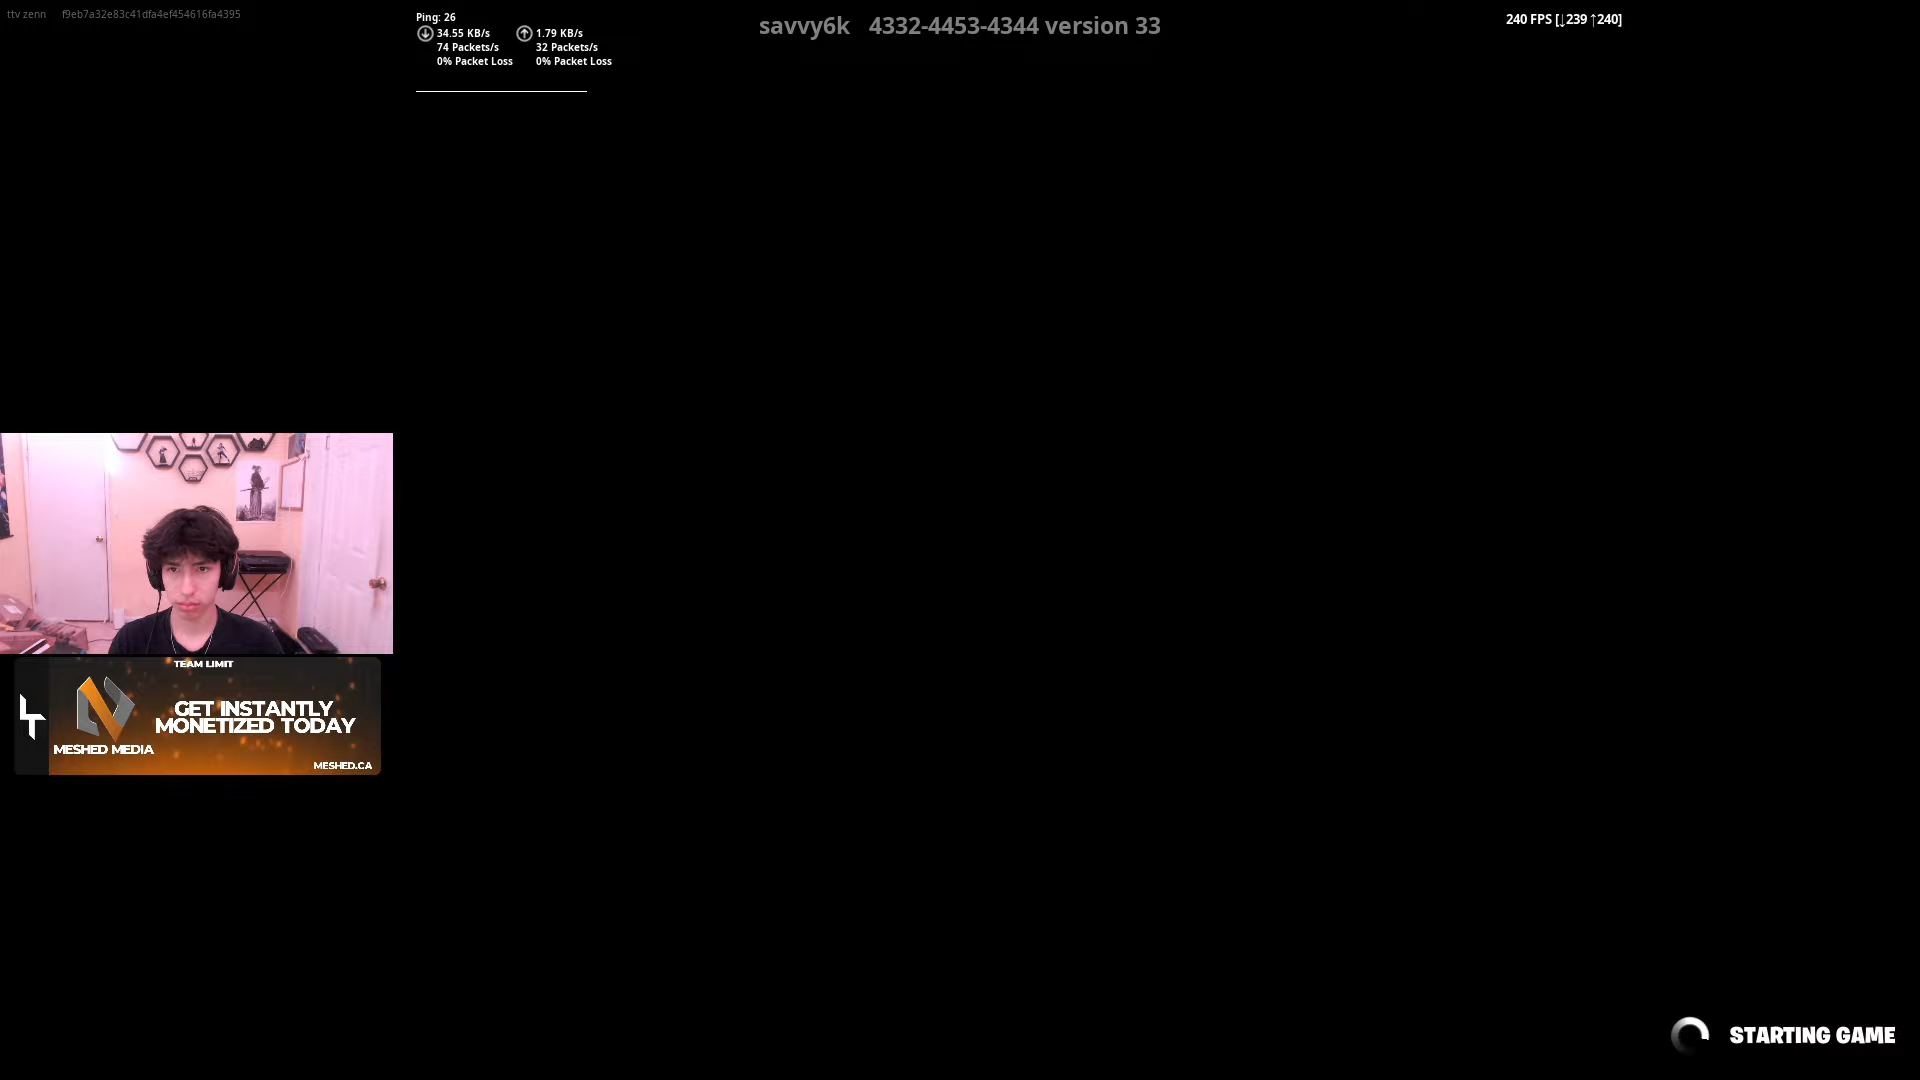 ttv zenn f9eb7a32e83c41dfa4ef454616fa4395
Ping: 26
34.55 KB/s 1.79 KB/s
74 Packets/s 32 Packets/s
0% Packet Loss 0% Packet Loss
savvy6k 4332-4453-4344 version 33
240 FPS [↓239 ↑240]
TEAM LIMIT
GET INSTANTLY
MONETIZED TODAY
MESHED MEDIA
MESHED.CA
STARTING GAME